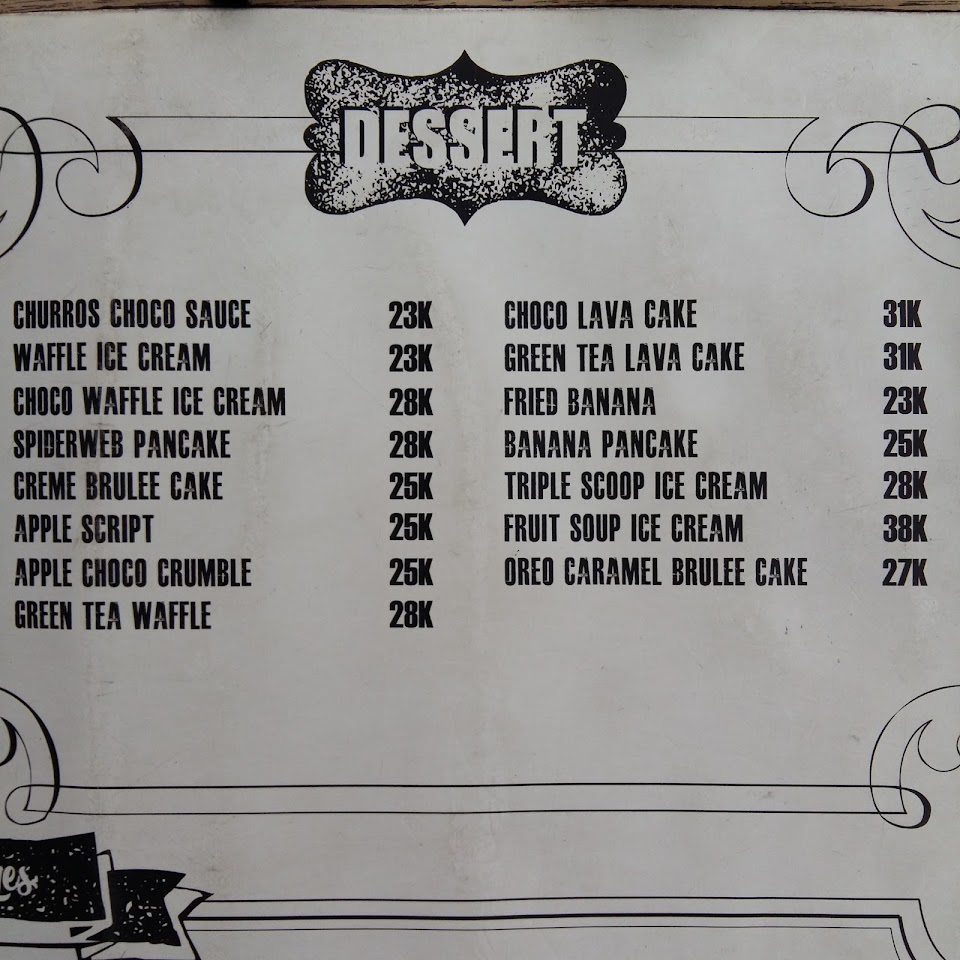 DESSERT
CHURROS CHOCO SAUCE 23K
WAFFLE ICE CREAM 23K
CHOCO WAFFLE ICE CREAM 28K
SPIDERWEB PANCAKE 28K
CREME BRULEE CAKE 25K
APPLE SCRIPT 25K
APPLE CHOCO CRUMBLE 25K
GREEN TEA WAFFLE 28K
CHOCO LAVA CAKE 31K
GREEN TEA LAVA CAKE 31K
FRIED BANANA 23K
BANANA PANCAKE 25K
TRIPLE SCOOP ICE CREAM 28K
FRUIT SOUP ICE CREAM 38K
OREO CARAMEL BRULEE CAKE 27K